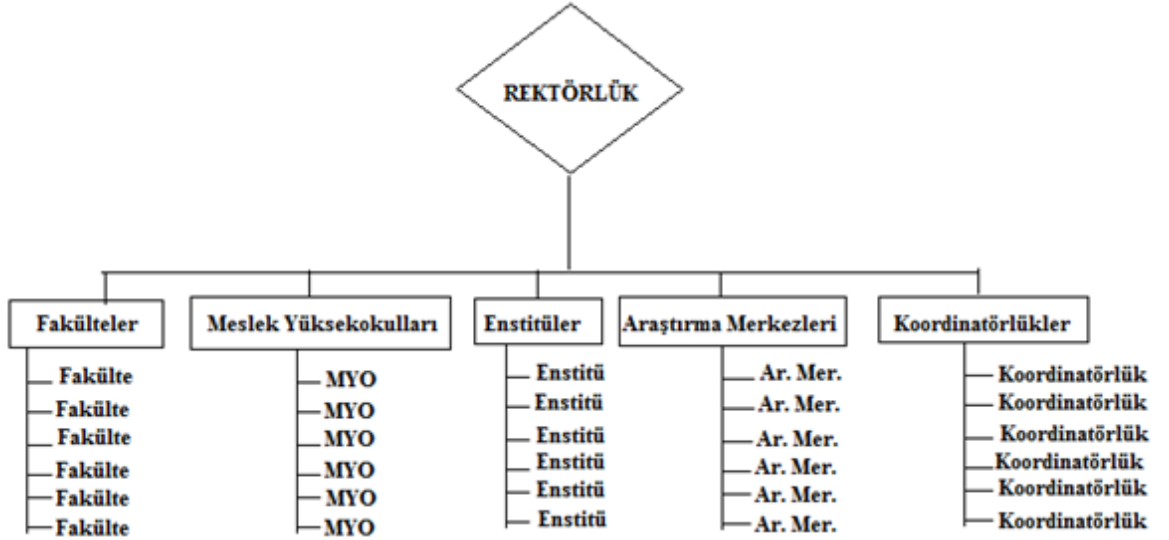 REKTÖRLÜK
Fakülteler
Meslek Yüksekokulları
Enstitüler
Araştırma Merkezleri
Koordinatörlükler
Fakülte
Fakülte
Fakülte
Fakülte
Fakülte
Fakülte
MYO
MYO
MYO
MYO
MYO
MYO
Enstitü
Enstitü
Enstitü
Enstitü
Enstitü
Enstitü
Ar. Mer.
Ar. Mer.
Ar. Mer.
Ar. Mer.
Ar. Mer.
Ar. Mer.
Koordinatörlük
Koordinatörlük
Koordinatörlük
Koordinatörlük
Koordinatörlük
Koordinatörlük